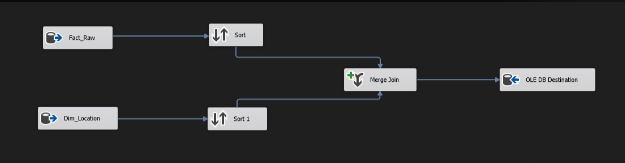 Fact_Raw
Sort
Merge Join
OLE DB Destination
Dim_Location
Sort 1